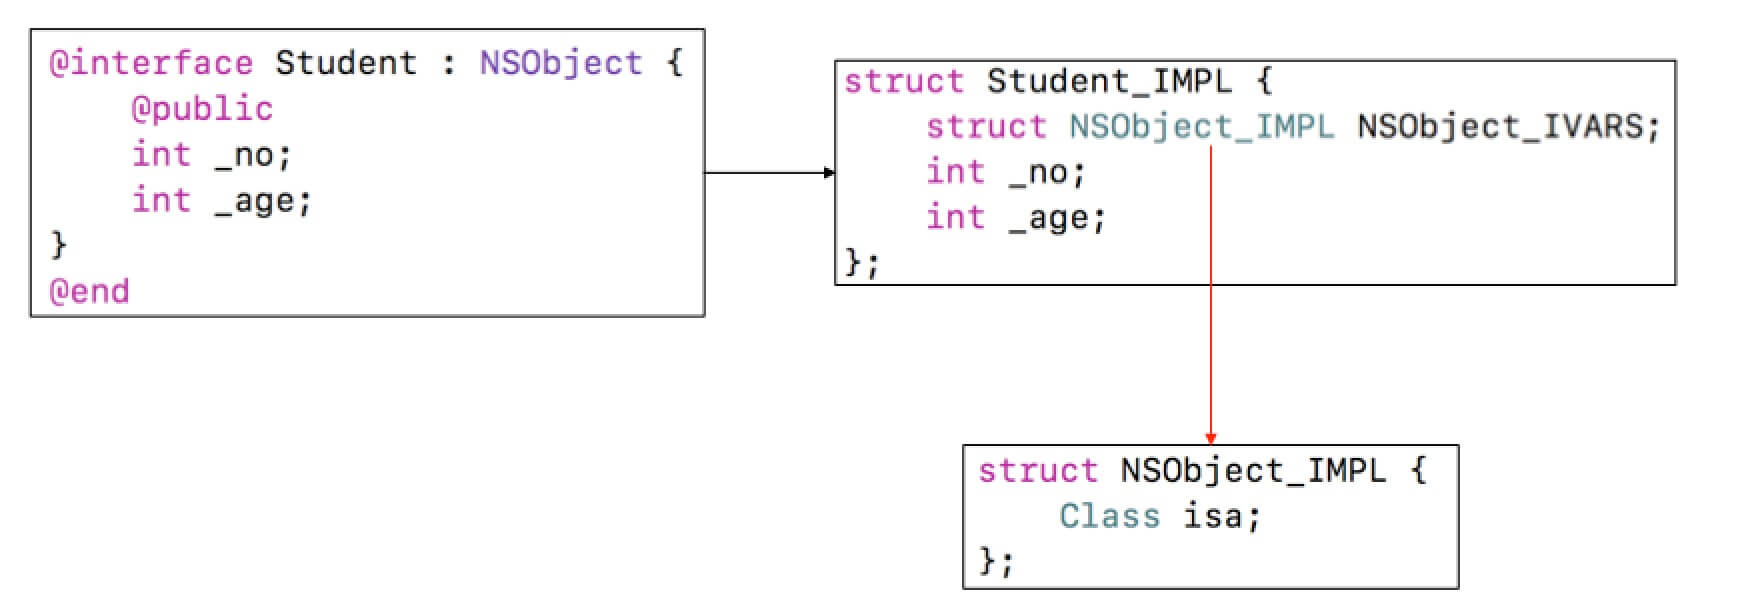 @interface Student : NSObject {
    @public
    int _no;
    int _age;
}
@end
struct Student_IMPL {
    struct NSObject_IMPL NSObject_IVARS;
    int _no;
    int _age;
};
struct NSObject_IMPL {
    Class isa;
};